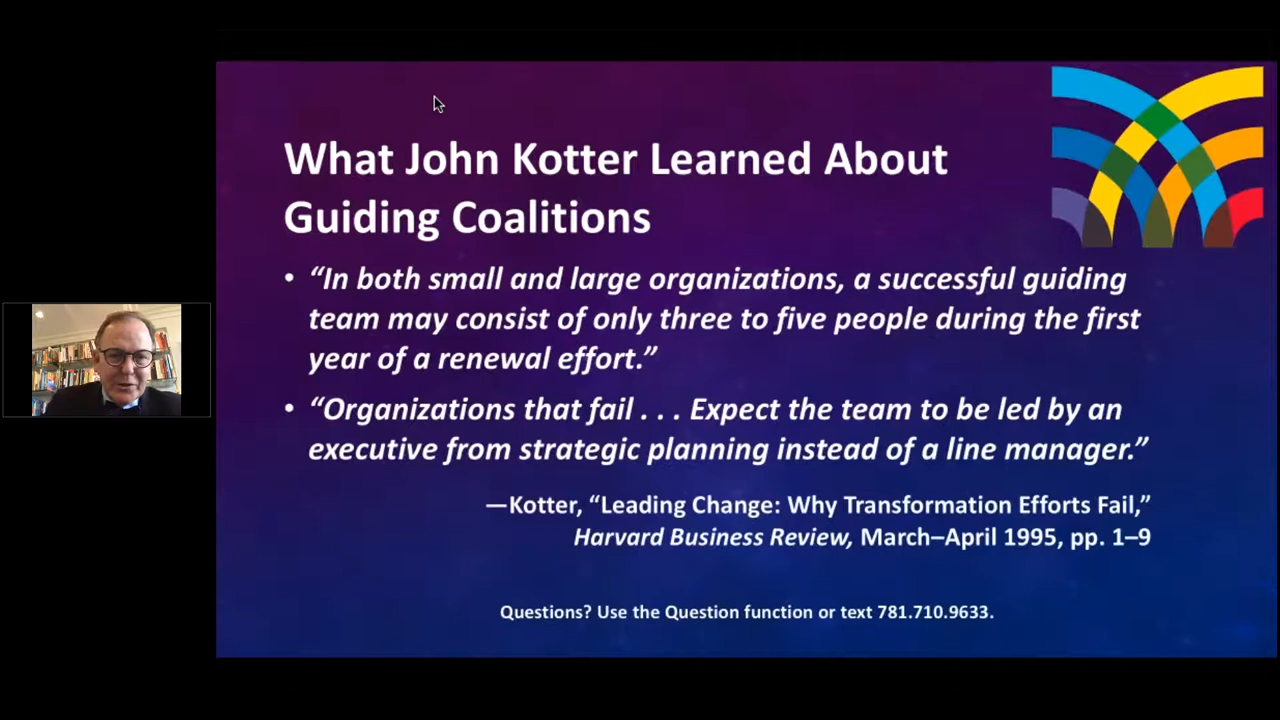 What John Kotter Learned About
Guiding Coalitions
• “In both small and large organizations, a successful guiding
team may consist of only three to five people during the first
year of a renewal effort.”
• “Organizations that fail . . . Expect the team to be led by an
executive from strategic planning instead of a line manager.”
—Kotter, “Leading Change: Why Transformation Efforts Fail,”
Harvard Business Review, March–April 1995, pp. 1–9
Questions? Use the Question function or text 781.710.9633.